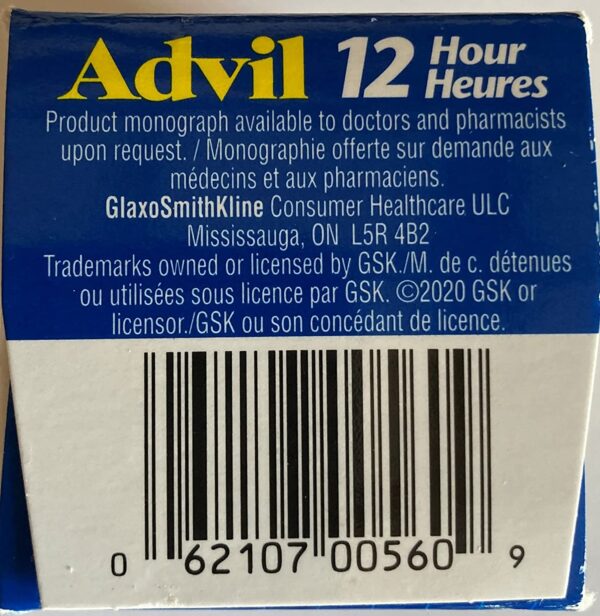 Advil 12 Hour Heures
Product monograph available to doctors and pharmacists
upon request. / Monographie offerte sur demande aux
médecins et aux pharmaciens.
GlaxoSmithKline Consumer Healthcare ULC
Mississauga, ON L5R 4B2
Trademarks owned or licensed by GSK./M. de c. détenues
ou utilisées sous licence par GSK. ©2020 GSK or
licensor./GSK ou son concédant de licence.
0 62107 00560 9